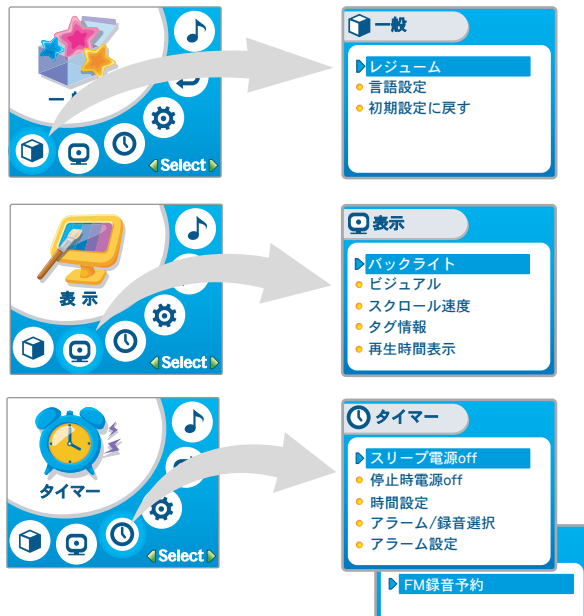 一般
Select
一般
レジューム
言語設定
初期設定に戻す
表示
Select
表示
バックライト
ビジュアル
スクロール速度
タグ情報
再生時間表示
タイマー
Select
タイマー
スリープ電源off
停止時電源off
時間設定
アラーム/録音選択
アラーム設定
FM録音予約